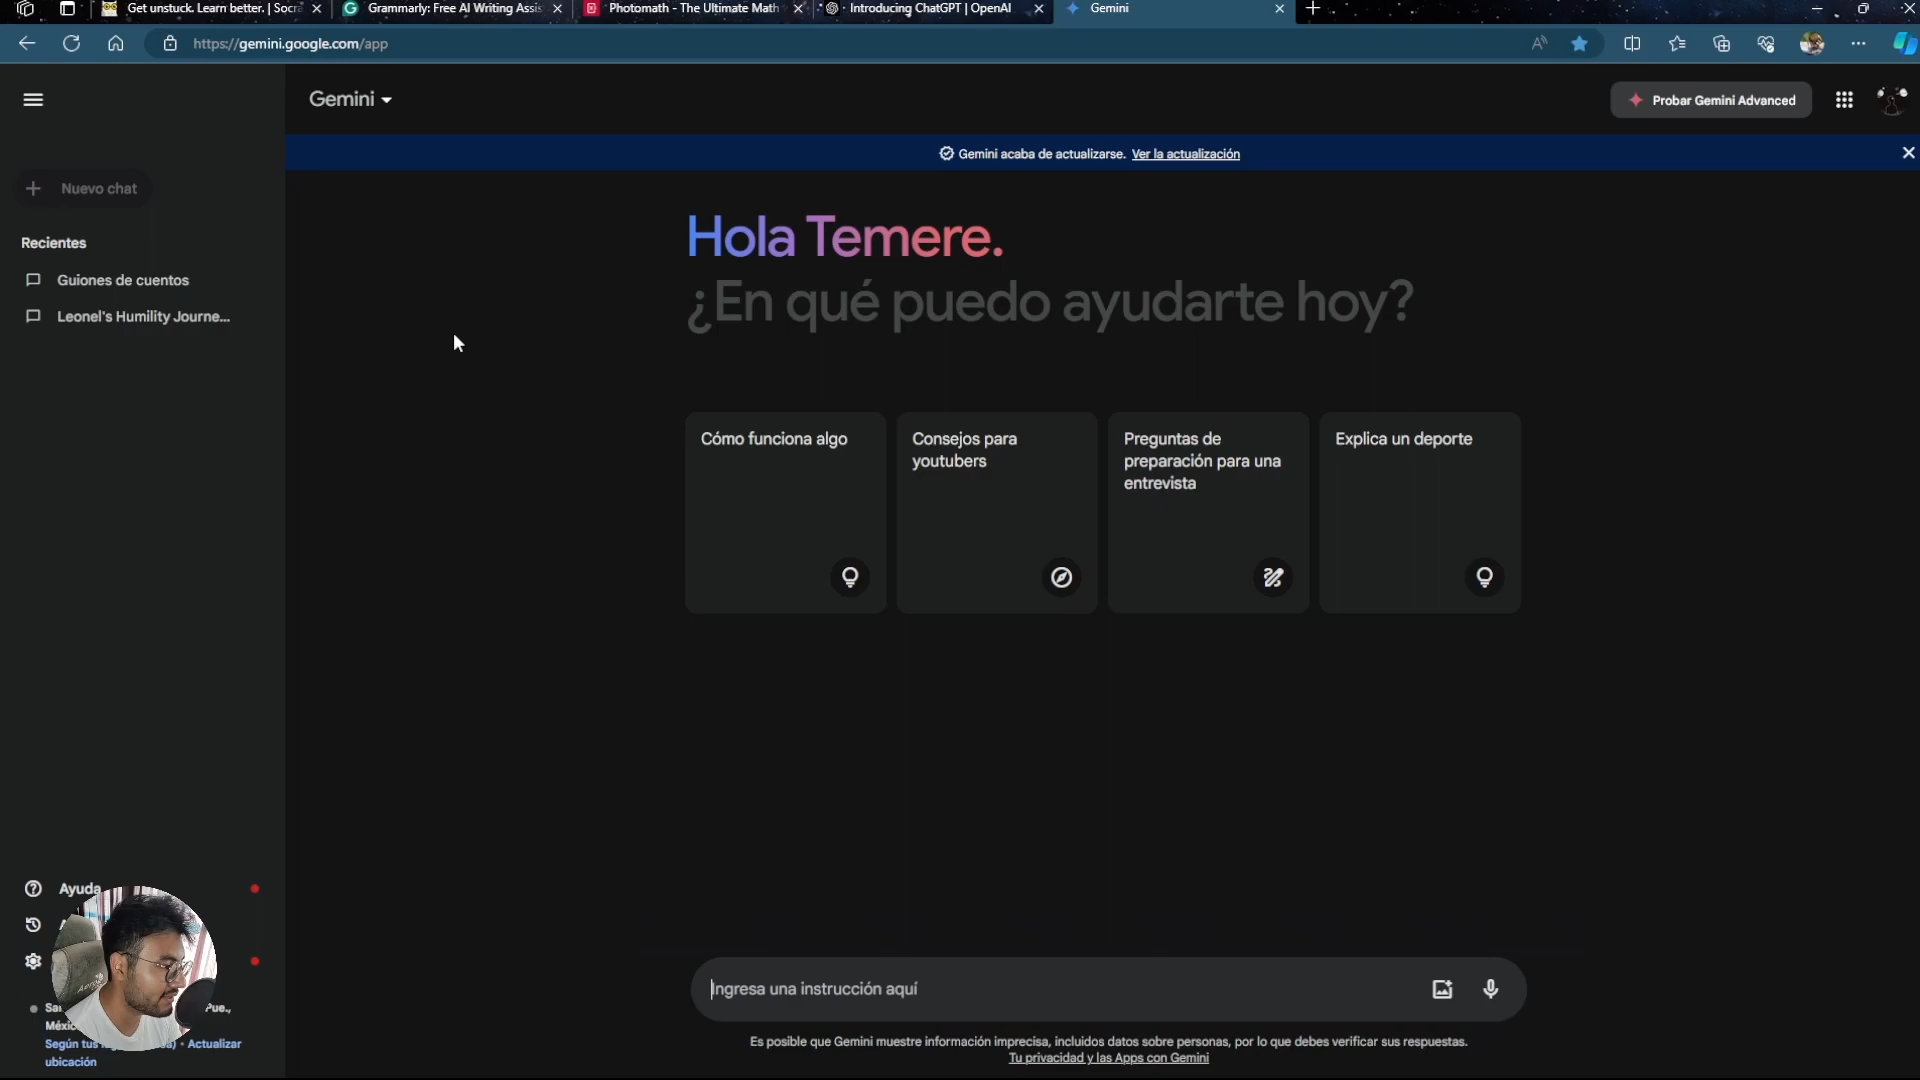 Get unstuck. Learn better. | Socra
Grammarly: Free AI Writing Assis
Photomath - The Ultimate Math
Introducing ChatGPT | OpenAI
Gemini
https://gemini.google.com/app
Gemini
Probar Gemini Advanced
Gemini acaba de actualizarse. Ver la actualización
Nuevo chat
Recientes
Guiones de cuentos
Leonel's Humility Journe...
Hola Temere.
¿En qué puedo ayudarte hoy?
Cómo funciona algo
Consejos para
youtubers
Preguntas de
preparación para una
entrevista
Explica un deporte
Ayuda
Pue.,
Méxic
Según tus
• Actualizar
ubicación
Ingresa una instrucción aquí
Es posible que Gemini muestre información imprecisa, incluidos datos sobre personas, por lo que debes verificar sus respuestas.
Tu privacidad y las Apps con Gemini